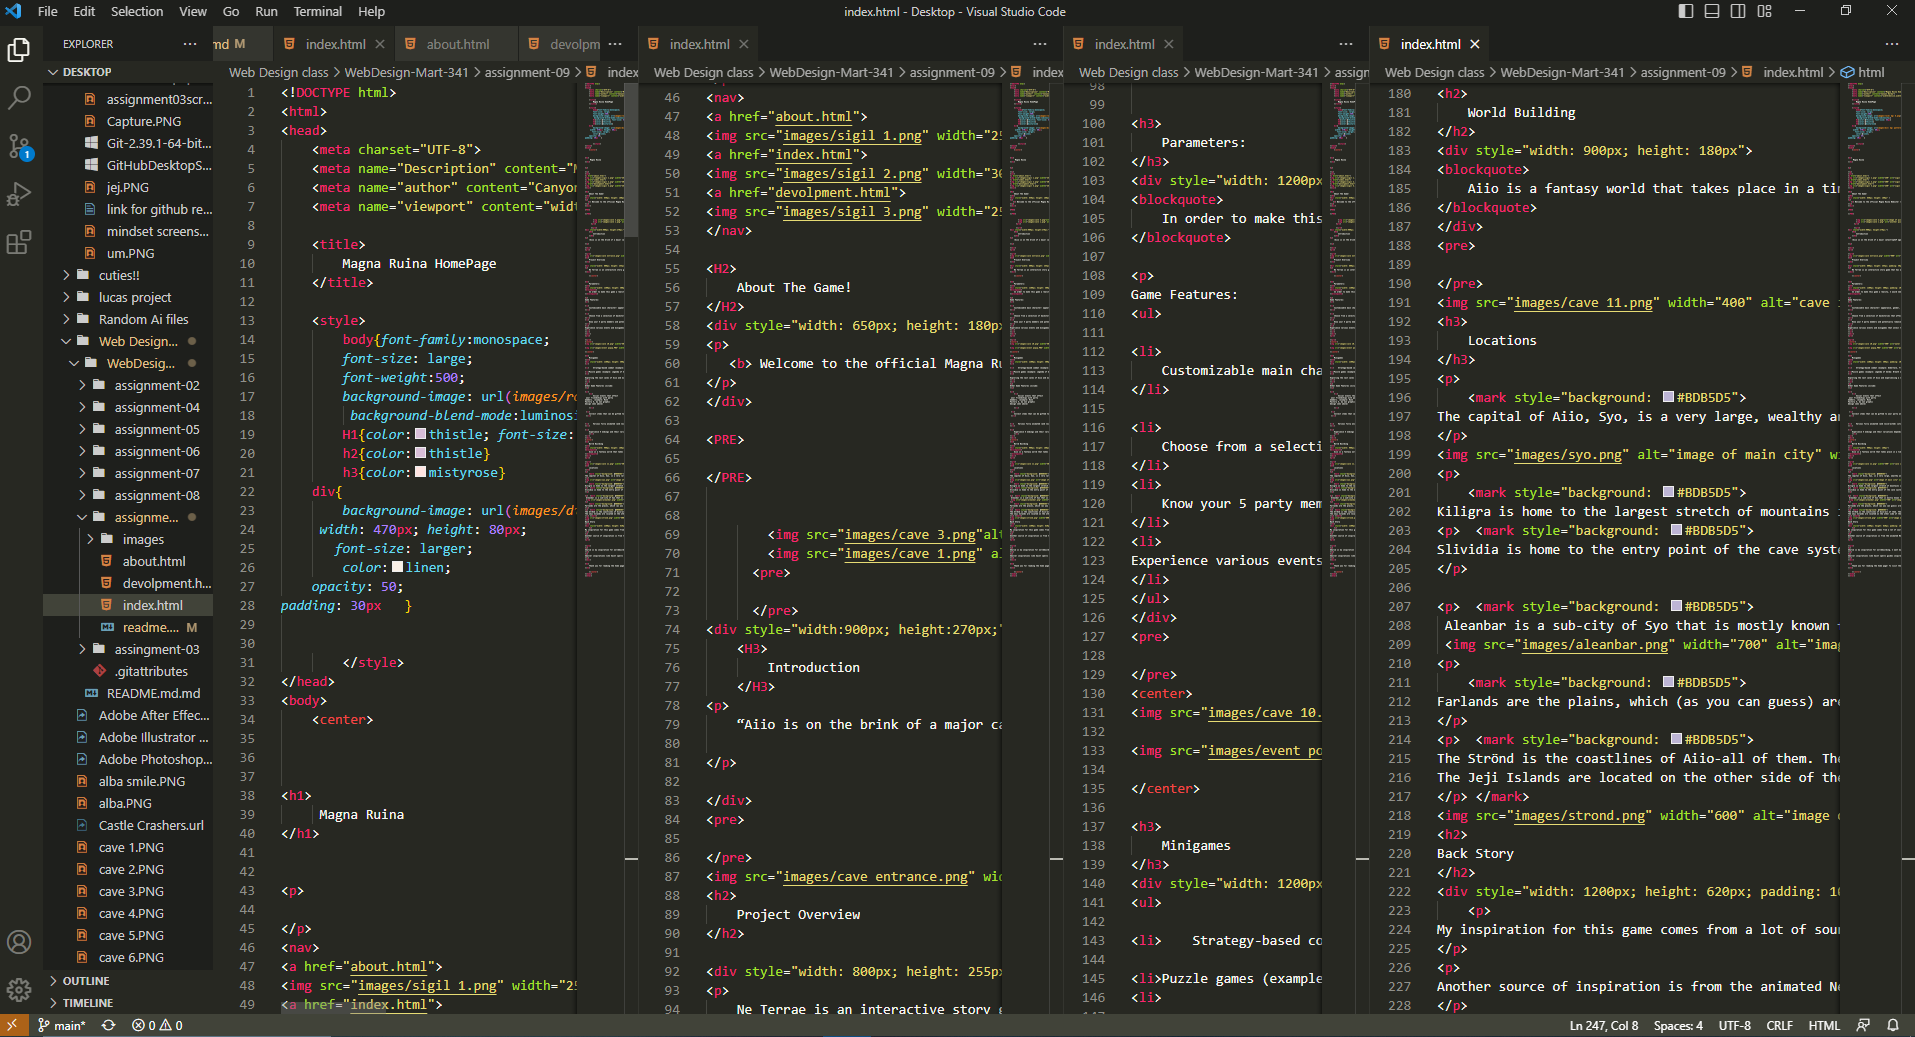 File Edit Selection View Go Run Terminal Help
index.html - Desktop - Visual Studio Code
EXPLORER
DESKTOP
assignment03scr...
Capture.PNG
Git-2.39.1-64-bit...
GitHubDesktopS...
jej.PNG
link for github re...
mindset screens...
um.PNG
cuties!!
lucas project
Random Ai files
Web Design...
WebDesig...
assignment-02
assignment-04
assignment-05
assignment-06
assignment-07
assignment-08
assignme...
images
about.html
devolpment.h...
index.html
readme.... M
assingment-03
.gitattributes
README.md.md
Adobe After Effec...
Adobe Illustrator ...
Adobe Photoshop...
alba smile.PNG
alba.PNG
Castle Crashers.url
cave 1.PNG
cave 2.PNG
cave 3.PNG
cave 4.PNG
cave 5.PNG
cave 6.PNG
OUTLINE
TIMELINE
md M index.html about.html devolpm
Web Design class > WebDesign-Mart-341 > assignment-09 > index
1 <!DOCTYPE html>
2 <html>
3 <head>
4 <meta charset="UTF-8">
5 <meta name="Description" content="M
6 <meta name="author" content="Canyon
7 <meta name="viewport" content="widt
8
9 <title>
10 Magna Ruina HomePage
11 </title>
12
13 <style>
14 body{font-family:monospace;
15 font-size: large;
16 font-weight:500;
17 background-image: url(images/ro
18 background-blend-mode:luminosi
19 H1{color: thistle; font-size:
20 h2{color: thistle}
21 h3{color: mistyrose}
22 div{
23 background-image: url(images/d
24 width: 470px; height: 80px;
25 font-size: larger;
26 color: linen;
27 opacity: 50;
28 padding: 30px }
29
30
31 </style>
32 </head>
33 <body>
34 <center>
35
36
37
38 <h1>
39 Magna Ruina
40 </h1>
41
42
43 <p>
44
45 </p>
46 <nav>
47 <a href="about.html">
48 <img src="images/sigil 1.png" width="25
49 <a href="index.html">
index.html
Web Design class > WebDesign-Mart-341 > assignment-09 > index
46 <nav>
47 <a href="about.html">
48 <img src="images/sigil 1.png" width="25
49 <a href="index.html">
50 <img src="images/sigil 2.png" width="30
51 <a href="devolpment.html">
52 <img src="images/sigil 3.png" width="25
53 </nav>
54
55 <H2>
56 About The Game!
57 </H2>
58 <div style="width: 650px; height: 180px
59 <p>
60 <b> Welcome to the official Magna Ru
61 </p>
62 </div>
63
64 <PRE>
65
66 </PRE>
67
68
69 <img src="images/cave 3.png"alt
70 <img src="images/cave 1.png" al
71 <pre>
72
73 </pre>
74 <div style="width:900px; height:270px;"
75 <H3>
76 Introduction
77 </H3>
78 <p>
79 “Aiio is on the brink of a major ca
80
81 </p>
82
83 </div>
84 <pre>
85
86 </pre>
87 <img src="images/cave entrance.png" wid
88 <h2>
89 Project Overview
90 </h2>
91
92 <div style="width: 800px; height: 255px
93 <p>
94 Ne Terrae is an interactive story g
index.html
Web Design class > WebDesign-Mart-341 > assign
98
99
100 <h3>
101 Parameters:
102 </h3>
103 <div style="width: 1200px
104 <blockquote>
105 In order to make this
106 </blockquote>
107
108 <p>
109 Game Features:
110 <ul>
111
112 <li>
113 Customizable main cha
114 </li>
115
116 <li>
117 Choose from a selecti
118 </li>
119 <li>
120 Know your 5 party mem
121 </li>
122 <li>
123 Experience various events
124 </li>
125 </ul>
126 </div>
127 <pre>
128
129 </pre>
130 <center>
131 <img src="images/cave 10.
132
133 <img src="images/event po
134
135 </center>
136
137 <h3>
138 Minigames
139 </h3>
140 <div style="width: 1200px
141 <ul>
142
143 <li> Strategy-based co
144
145 <li>Puzzle games (example
146 <li>
index.html
Web Design class > WebDesign-Mart-341 > assignment-09 > index.html > html
180 <h2>
181 World Building
182 </h2>
183 <div style="width: 900px; height: 180px">
184 <blockquote>
185 Aiio is a fantasy world that takes place in a tim
186 </blockquote>
187 </div>
188 <pre>
189
190 </pre>
191 <img src="images/cave 11.png" width="400" alt="cave i
192 <h3>
193 Locations
194 </h3>
195 <p>
196 <mark style="background: #BDB5D5">
197 The capital of Aiio, Syo, is a very large, wealthy an
198 </p>
199 <img src="images/syo.png" alt="image of main city" wi
200 <p>
201 <mark style="background: #BDB5D5">
202 Kiligra is home to the largest stretch of mountains i
203 <p> <mark style="background: #BDB5D5">
204 Slividia is home to the entry point of the cave syste
205 </p>
206
207 <p> <mark style="background: #BDB5D5">
208 Aleanbar is a sub-city of Syo that is mostly known
209 <img src="images/aleanbar.png" width="700" alt="imag
210 <p>
211 <mark style="background: #BDB5D5">
212 Farlands are the plains, which (as you can guess) are
213 </p>
214 <p> <mark style="background: #BDB5D5">
215 The Strönd is the coastlines of Aiio-all of them. The
216 The Jeji Islands are located on the other side of the
217 </p> </mark>
218 <img src="images/strond.png" width="600" alt="image o
219 <h2>
220 Back Story
221 </h2>
222 <div style="width: 1200px; height: 620px; padding: 10
223 <p>
224 My inspiration for this game comes from a lot of sour
225 </p>
226 <p>
227 Another source of inspiration is from the animated Ne
228 </p>
main* 0 0
Ln 247, Col 8 Spaces: 4 UTF-8 CRLF HTML